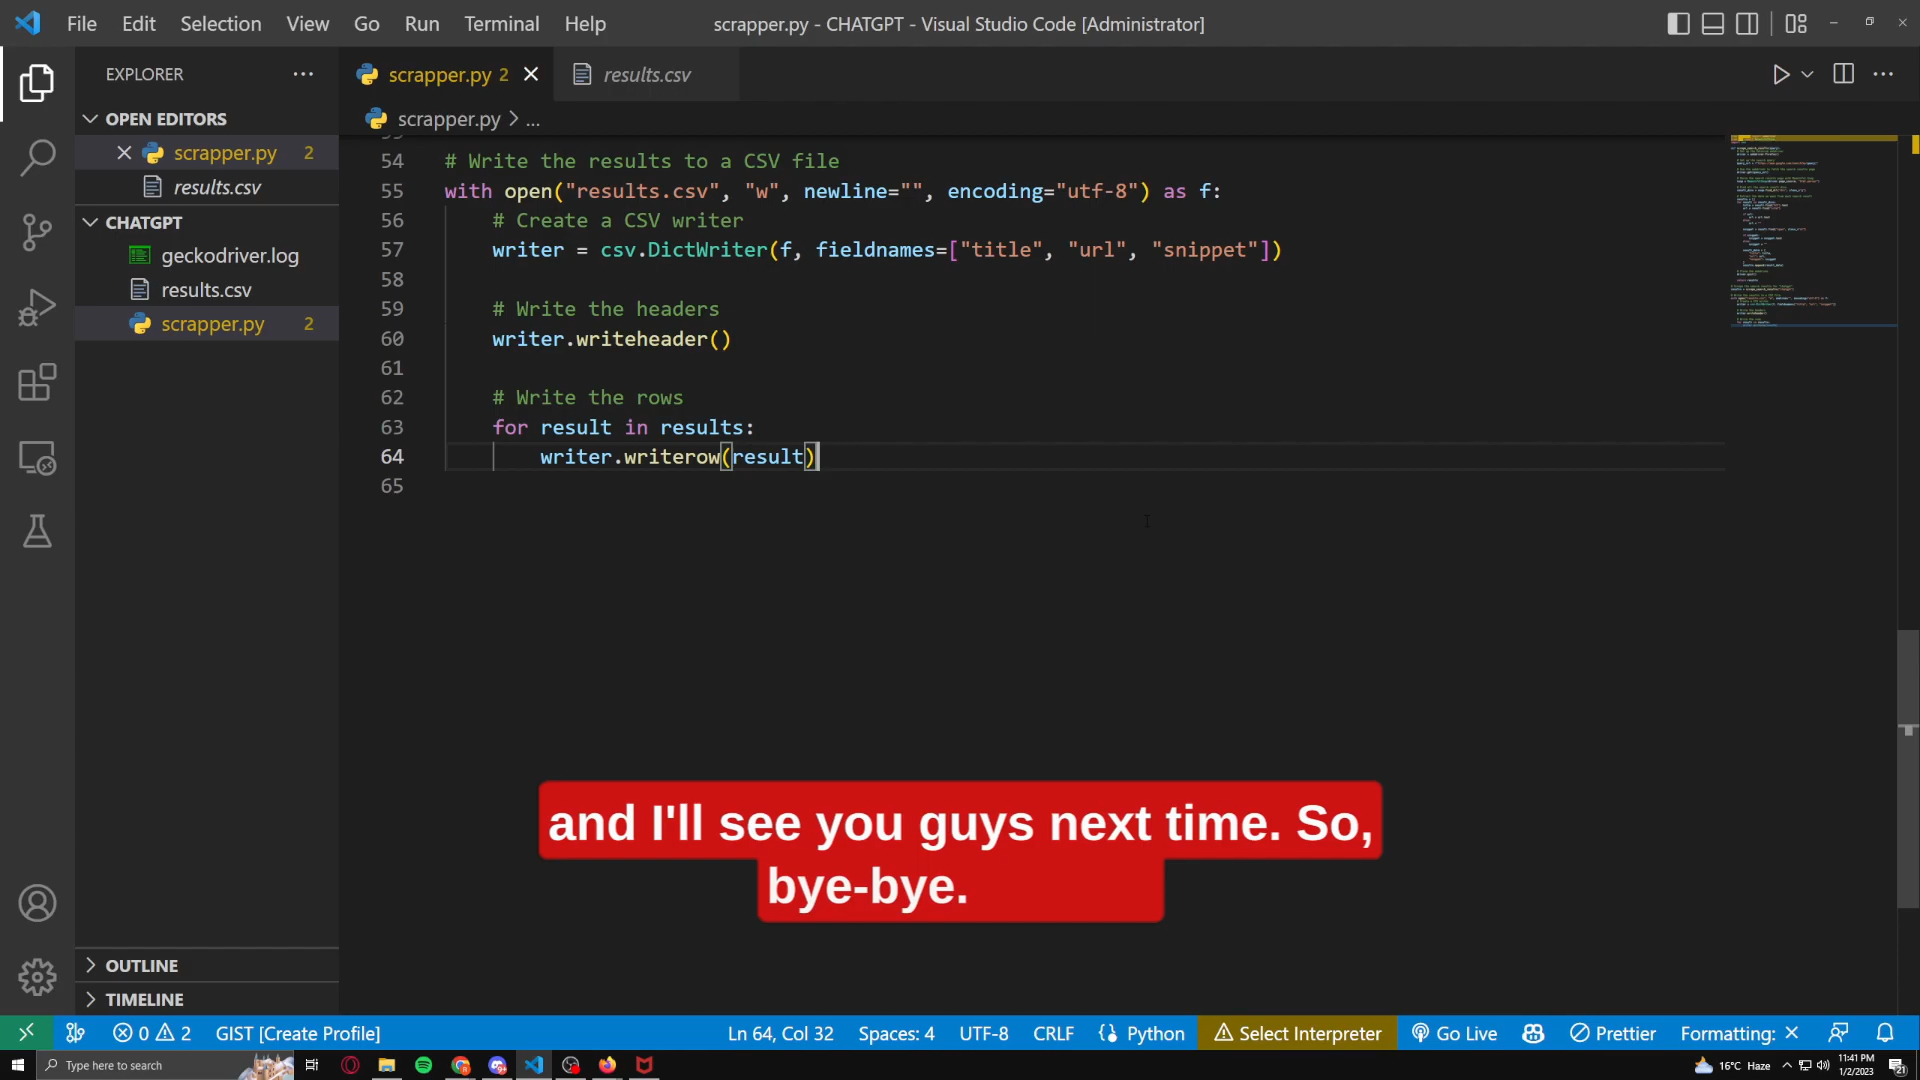 File Edit Selection View Go Run Terminal Help
scrapper.py - CHATGPT - Visual Studio Code [Administrator]
EXPLORER
scrapper.py 2
results.csv
OPEN EDITORS
scrapper.py 2
results.csv
CHATGPT
geckodriver.log
results.csv
scrapper.py 2
OUTLINE
TIMELINE
scrapper.py > ...
54 # Write the results to a CSV file
55 with open("results.csv", "w", newline="", encoding="utf-8") as f:
56 # Create a CSV writer
57 writer = csv.DictWriter(f, fieldnames=["title", "url", "snippet"])
58
59 # Write the headers
60 writer.writeheader()
61
62 # Write the rows
63 for result in results:
64 writer.writerow(result)
65
and I'll see you guys next time. So,
bye-bye.
0 2 GIST [Create Profile] Ln 64, Col 32 Spaces: 4 UTF-8 CRLF Python Select Interpreter Go Live Prettier Formatting: ×
Type here to search
16°C Haze
11:41 PM
1/2/2023
21